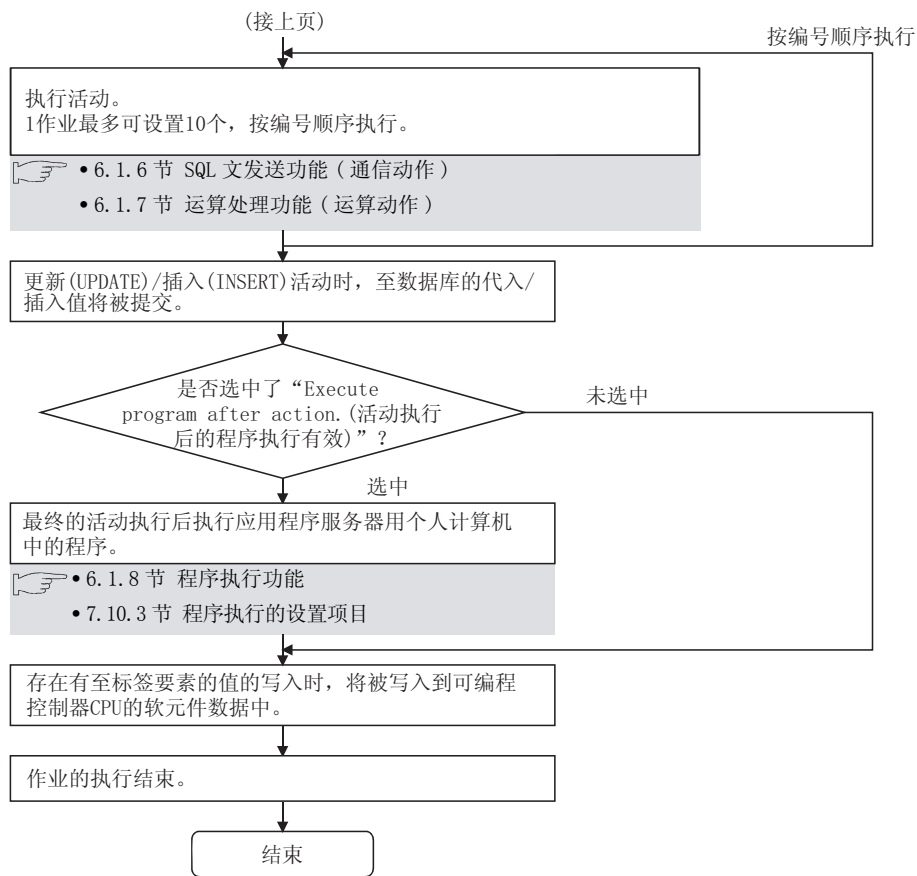 (接上页)
按编号顺序执行
执行活动。
1作业最多可设置10个，按编号顺序执行。
• 6.1.6 节 SQL 文发送功能 ( 通信动作 )
• 6.1.7 节 运算处理功能 ( 运算动作 )
更新(UPDATE)/插入(INSERT)活动时，至数据库的代入/
插入值将被提交。
是否选中了“Execute
program after action.(活动执行
后的程序执行有效)”？
未选中
选中
最终的活动执行后执行应用程序服务器用个人计算机
中的程序。
• 6.1.8 节 程序执行功能
• 7.10.3 节 程序执行的设置项目
存在有至标签要素的值的写入时，将被写入到可编程
控制器CPU的软元件数据中。
作业的执行结束。
结束